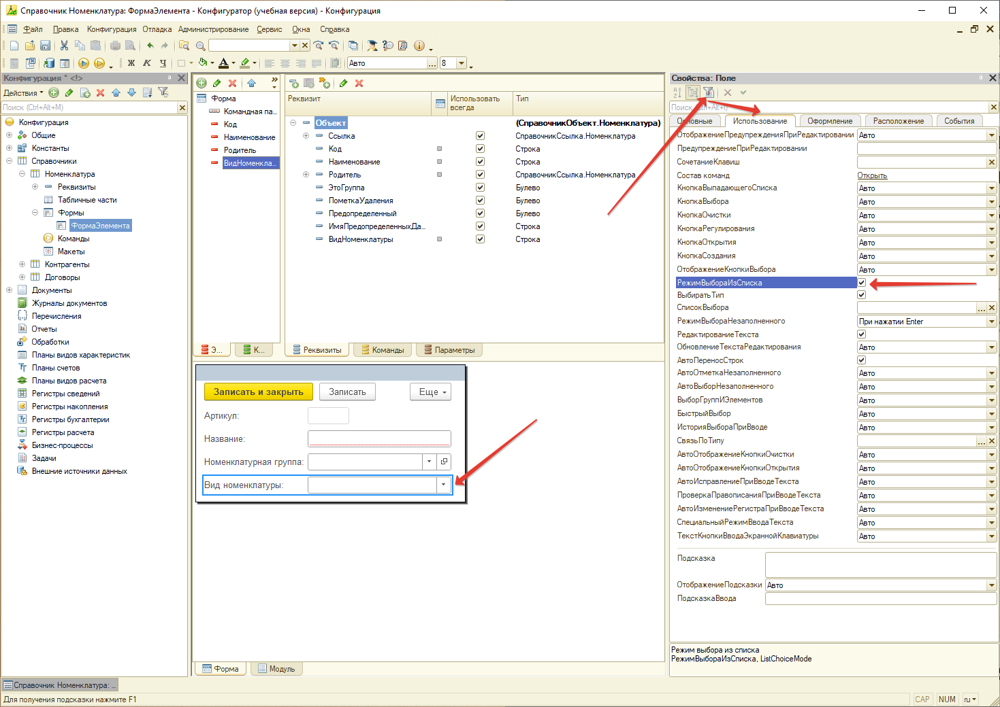 Справочник Номенклатура: ФормаЭлемента - Конфигуратор (учебная версия) - Конфигурация
Файл Правка Конфигурация Отладка Администрирование Сервис Окна Справка
Ж К Ч А Авто ... 8
Конфигурация * <!>
Действия
Поиск (Ctrl+Alt+M)
Конфигурация
Общие
Константы
Справочники
Номенклатура
Реквизиты
Табличные части
Формы
ФормаЭлемента
Команды
Макеты
Контрагенты
Договоры
Документы
Журналы документов
Перечисления
Отчеты
Обработки
Планы видов характеристик
Планы счетов
Планы видов расчета
Регистры сведений
Регистры накопления
Регистры бухгалтерии
Регистры расчета
Бизнес-процессы
Задачи
Внешние источники данных
Форма
Командная па...
Код
Наименование
Родитель
ВидНоменкла...
Э...
К...
Реквизит Использовать всегда Тип
Объект (СправочникОбъект.Номенклатура)
Ссылка СправочникСсылка.Номенклатура
Код Строка
Наименование Строка
Родитель СправочникСсылка.Номенклатура
ЭтоГруппа Булево
ПометкаУдаления Булево
Предопределенный Булево
ИмяПредопределенныхДа... Строка
ВидНоменклатуры Строка
Реквизиты Команды Параметры
Записать и закрыть Записать Еще
Артикул:
Название:
Номенклатурная группа:
Вид номенклатуры:
Форма Модуль
Свойства: Поле
Основные Использование Оформление Расположение События
ОтображениеПредупрежденияПриРедактировании Авто
ПредупреждениеПриРедактировании
СочетаниеКлавиш
Состав команд Открыть
КнопкаВыпадающегоСписка Авто
КнопкаВыбора Авто
КнопкаОчистки Авто
КнопкаРегулирования Авто
КнопкаОткрытия Авто
КнопкаСоздания Авто
ОтображениеКнопкиВыбора Авто
РежимВыбораИзСписка
ВыбиратьТип
СписокВыбора ...
РежимВыбораНезаполненного При нажатии Enter
РедактированиеТекста
ОбновлениеТекстаРедактирования Авто
АвтоПереносСтрок
АвтоОтметкаНезаполненного Авто
АвтоВыборНезаполненного Авто
ВыборГруппИЭлементов Авто
БыстрыйВыбор Авто
ИсторияВыбораПриВводе Авто
СвязьПоТипу ...
АвтоОтображениеКнопкиОчистки Авто
АвтоОтображениеКнопкиОткрытия Авто
АвтоИсправлениеПриВводеТекста Авто
ПроверкаПравописанияПриВводеТекста Авто
АвтоИзменениеРегистраПриВводеТекста Авто
СпециальныйРежимВводаТекста Авто
ТекстКнопкиВводаЭкраннойКлавиатуры Авто
Подсказка
ОтображениеПодсказки Авто
ПодсказкаВвода
Режим выбора из списка
РежимВыбораИзСписка, ListChoiceMode
Справочник Номенклатура: ...
Для получения подсказки нажмите F1
CAP NUM ru